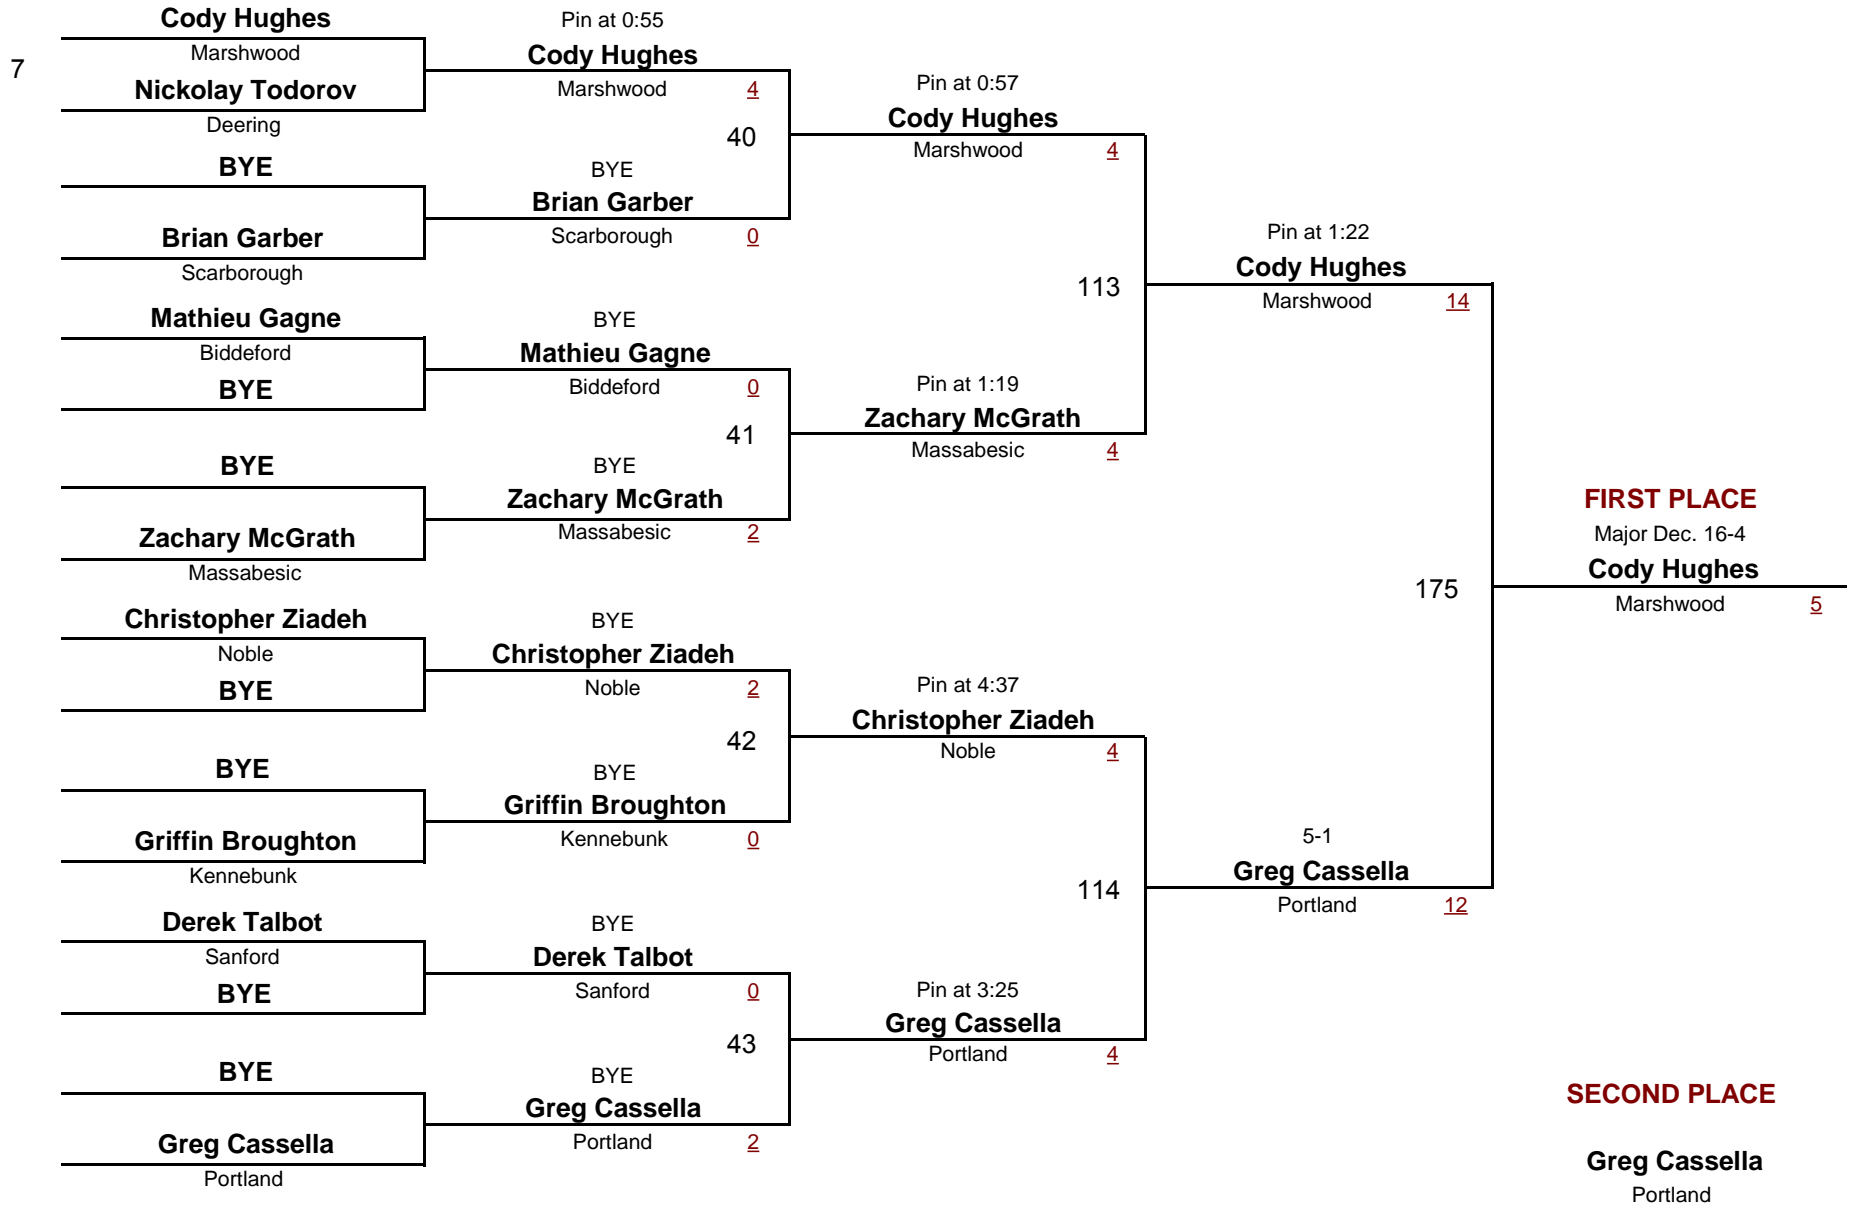 Cody Hughes
Marshwood
7
Nickolay Todorov
Deering
BYE
Brian Garber
Scarborough
Mathieu Gagne
Biddeford
BYE
BYE
Zachary McGrath
Massabesic
Christopher Ziadeh
Noble
BYE
BYE
Griffin Broughton
Kennebunk
Derek Talbot
Sanford
BYE
BYE
Greg Cassella
Portland
Pin at 0:55
Cody Hughes
Marshwood 4
40
BYE
Brian Garber
Scarborough 0
BYE
Mathieu Gagne
Biddeford 0
41
BYE
Zachary McGrath
Massabesic 2
BYE
Christopher Ziadeh
Noble 2
42
BYE
Griffin Broughton
Kennebunk 0
BYE
Derek Talbot
Sanford 0
43
BYE
Greg Cassella
Portland 2
Pin at 0:57
Cody Hughes
Marshwood 4
113
Pin at 1:19
Zachary McGrath
Massabesic 4
Pin at 4:37
Christopher Ziadeh
Noble 4
114
Pin at 3:25
Greg Cassella
Portland 4
Pin at 1:22
Cody Hughes
Marshwood 14
175
5-1
Greg Cassella
Portland 12
FIRST PLACE
Major Dec. 16-4
Cody Hughes
Marshwood 5
SECOND PLACE
Greg Cassella
Portland